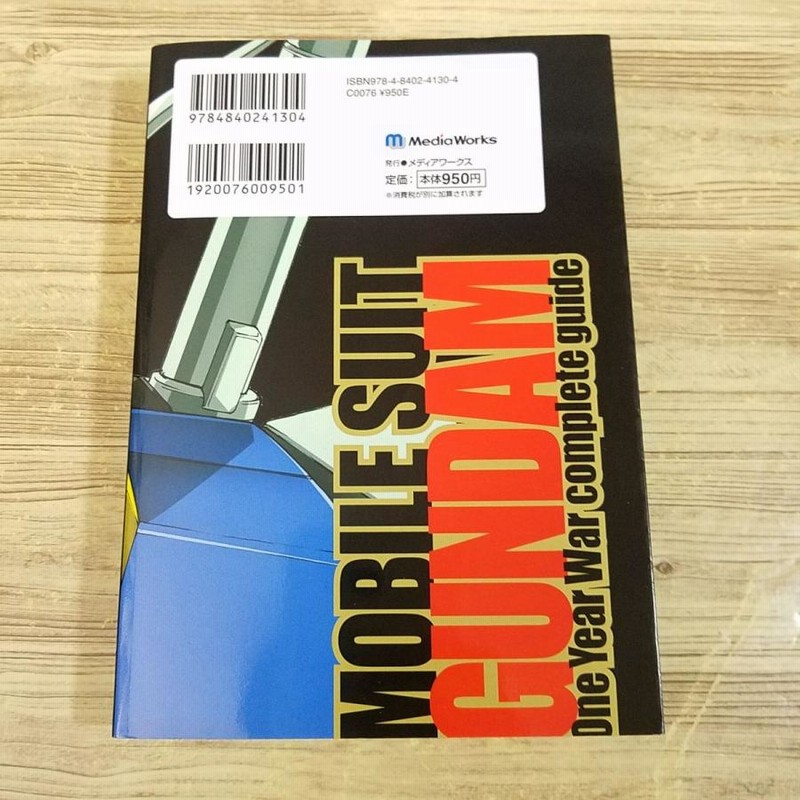 ISBN978-4-8402-4130-4
C0076 ¥950E
9784840241304
MediaWorks
発行●メディアワークス
定価：本体950円
※消費税が別に加算されます
1920076009501
MOBILE SUIT
GUNDAM
One Year War complete guide